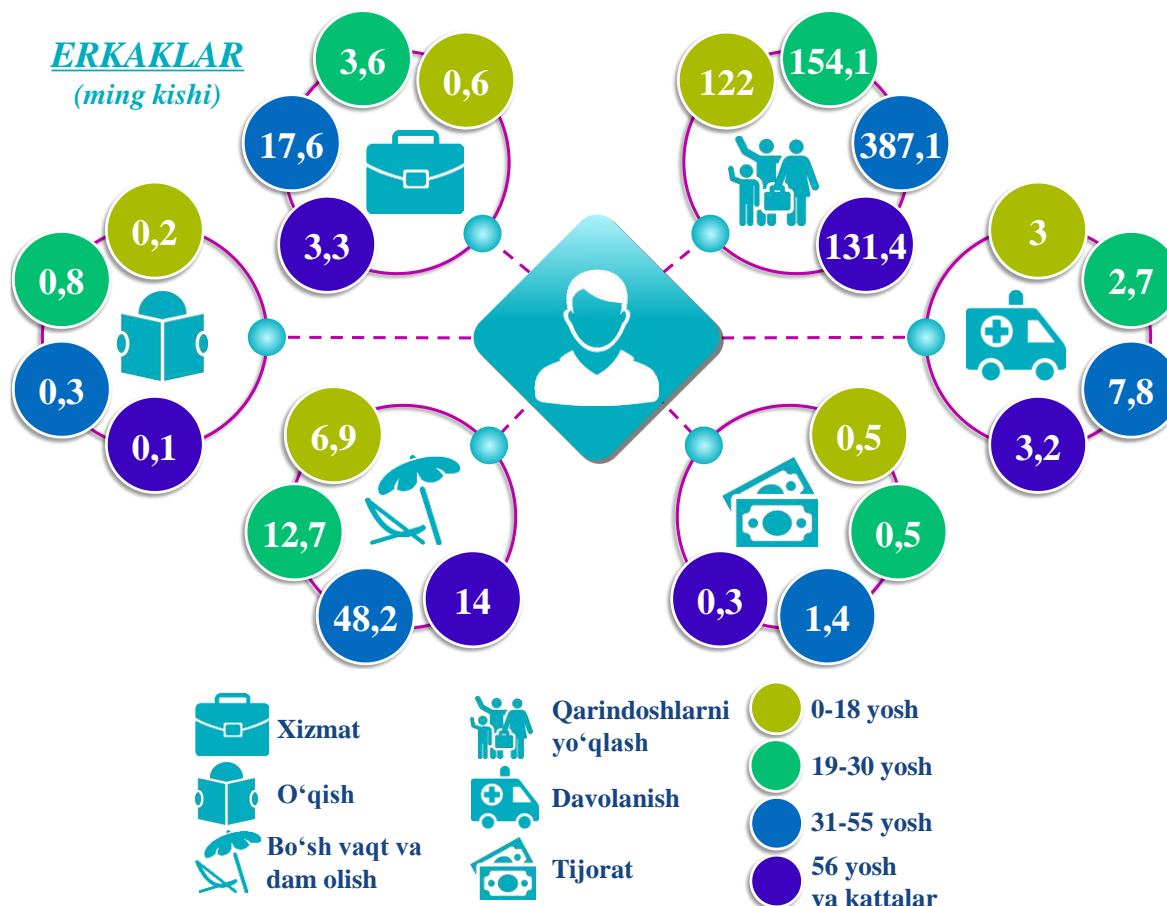 ERKAKLAR
(ming kishi)
3,6
0,6
17,6
3,3
122
154,1
387,1
131,4
0,2
0,8
0,3
0,1
3
2,7
7,8
3,2
6,9
12,7
48,2
14
0,5
0,5
1,4
0,3
Xizmat
O‘qish
Bo‘sh vaqt va
dam olish
Qarindoshlarni
yo‘qlash
Davolanish
Tijorat
0-18 yosh
19-30 yosh
31-55 yosh
56 yosh
va kattalar